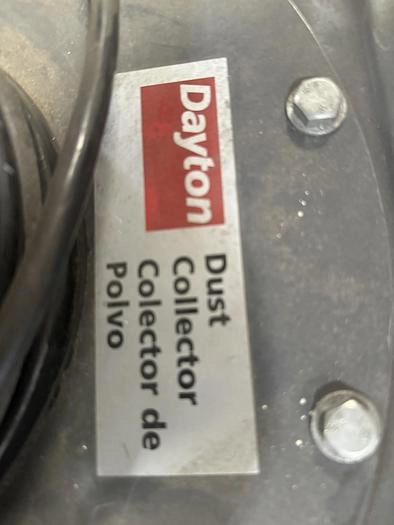 Dayton
Dust
Collector
Colector de
Polvo